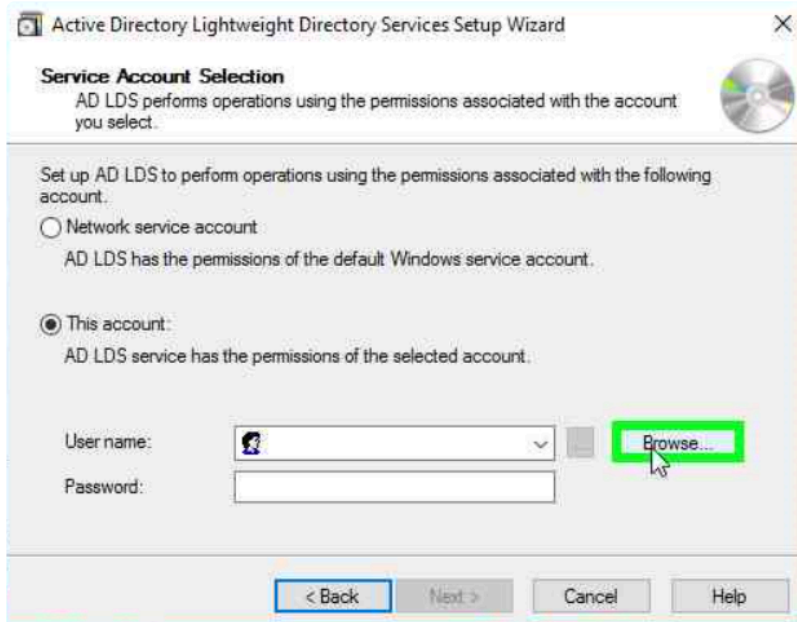 Active Directory Lightweight Directory Services Setup Wizard
Service Account Selection
AD LDS performs operations using the permissions associated with the account
you select.
Set up AD LDS to perform operations using the permissions associated with the following
account.
Network service account
AD LDS has the permissions of the default Windows service account.
This account:
AD LDS service has the permissions of the selected account.
User name:
... Browse...
Password:
< Back Next > Cancel Help